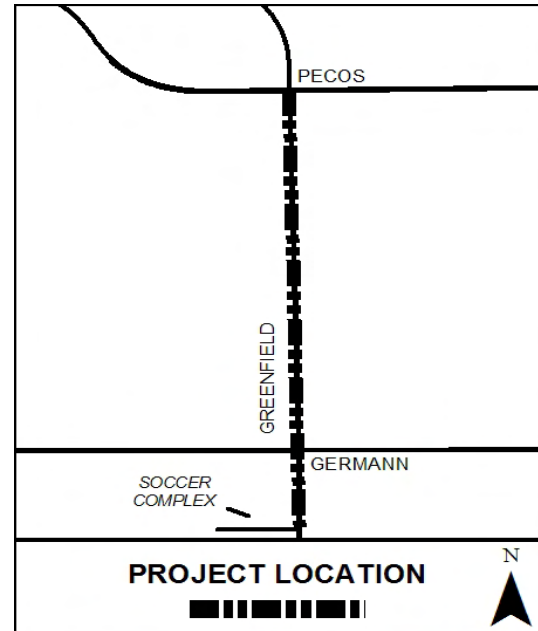 PECOS
GREENFIELD
GERMANN
SOCCER
COMPLEX
PROJECT LOCATION
N